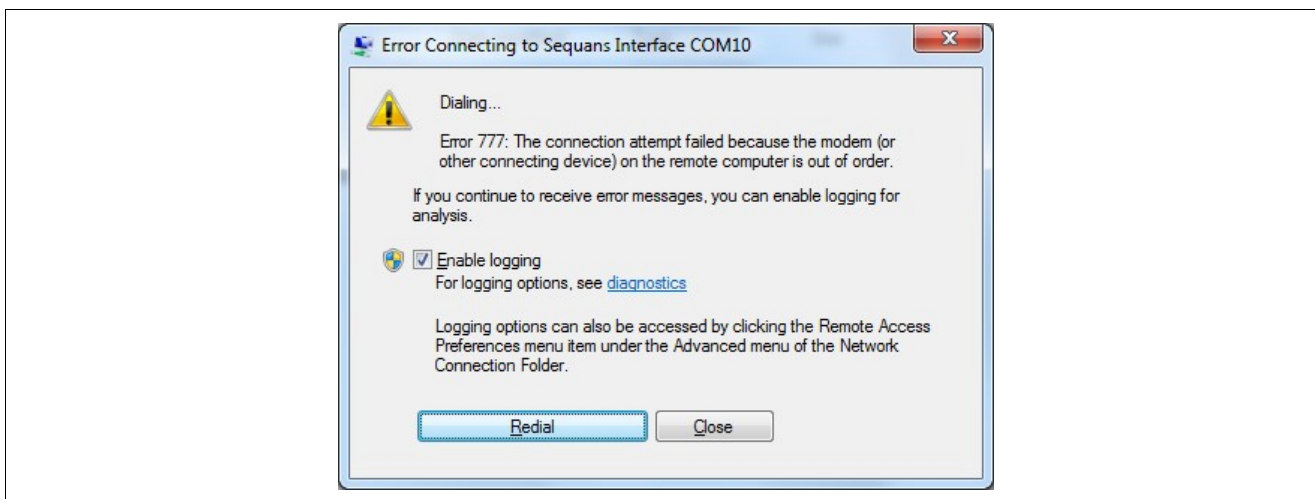 Error Connecting to Sequans Interface COM10
Dialing...
Error 777: The connection attempt failed because the modem (or
other connecting device) on the remote computer is out of order.
If you continue to receive error messages, you can enable logging for
analysis.
Enable logging
For logging options, see diagnostics
Logging options can also be accessed by clicking the Remote Access
Preferences menu item under the Advanced menu of the Network
Connection Folder.
Redial Close